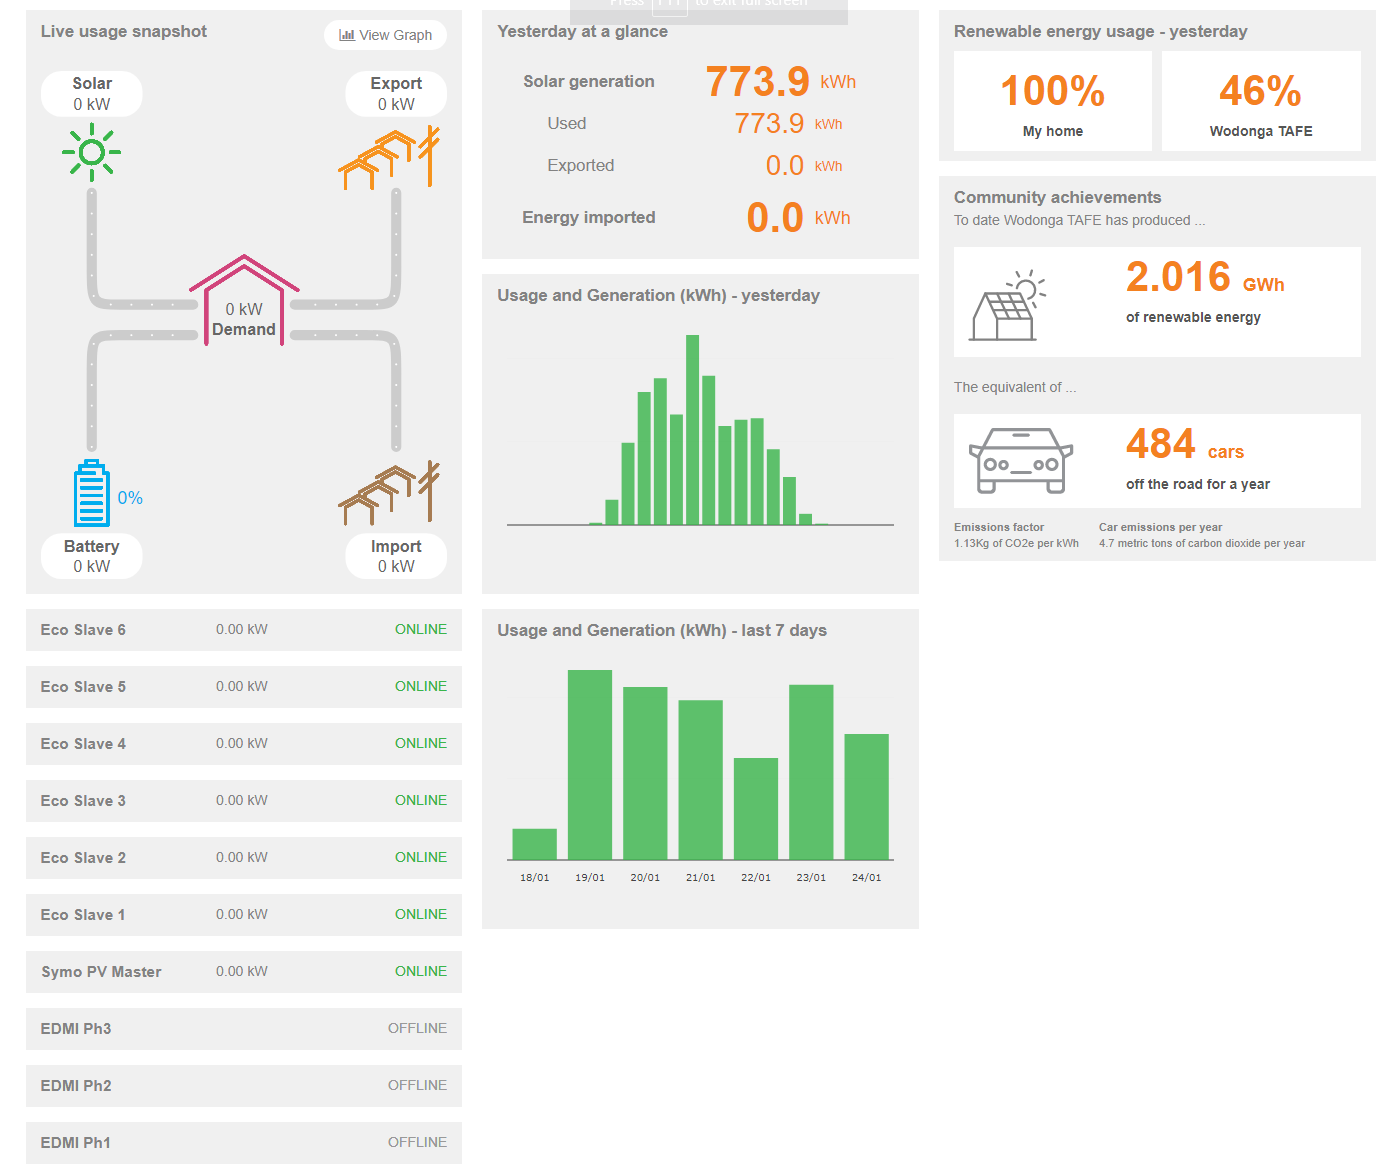 Press F11 to exit full screen
Live usage snapshot
View Graph
Solar
0 kW
Export
0 kW
0 kW
Demand
0%
Battery
0 kW
Import
0 kW
Eco Slave 6 0.00 kW ONLINE
Eco Slave 5 0.00 kW ONLINE
Eco Slave 4 0.00 kW ONLINE
Eco Slave 3 0.00 kW ONLINE
Eco Slave 2 0.00 kW ONLINE
Eco Slave 1 0.00 kW ONLINE
Symo PV Master 0.00 kW ONLINE
EDMI Ph3 OFFLINE
EDMI Ph2 OFFLINE
EDMI Ph1 OFFLINE
Yesterday at a glance
Solar generation 773.9 kWh
Used 773.9 kWh
Exported 0.0 kWh
Energy imported 0.0 kWh
Usage and Generation (kWh) - yesterday
Usage and Generation (kWh) - last 7 days
18/01 19/01 20/01 21/01 22/01 23/01 24/01
Renewable energy usage - yesterday
100%
My home
46%
Wodonga TAFE
Community achievements
To date Wodonga TAFE has produced ...
2.016 GWh
of renewable energy
The equivalent of ...
484 cars
off the road for a year
Emissions factor
1.13Kg of CO2e per kWh
Car emissions per year
4.7 metric tons of carbon dioxide per year